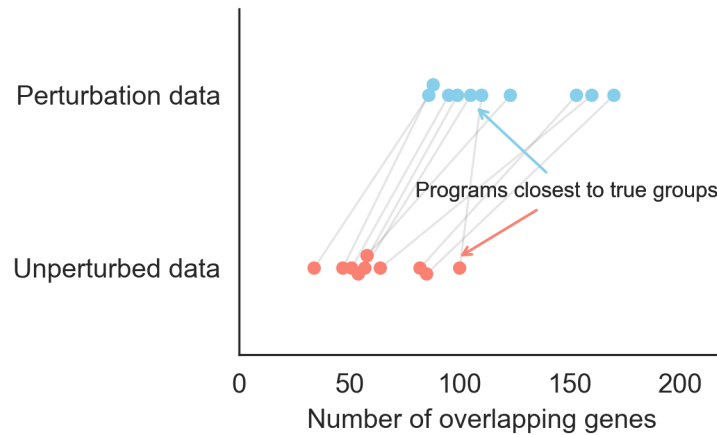 Perturbation data
Programs closest to true groups
Unperturbed data
0 50 100 150 200
Number of overlapping genes